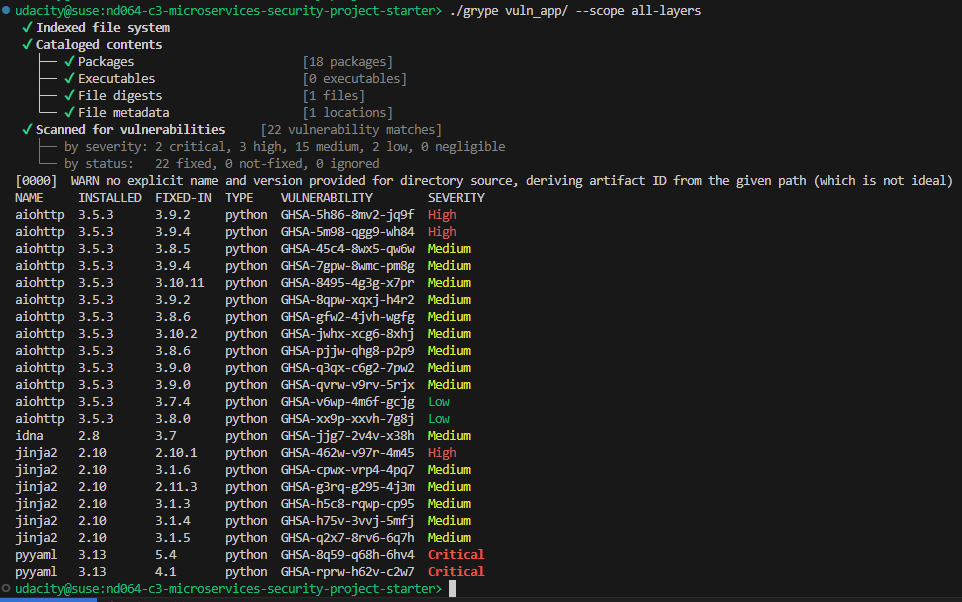 udacity@suse:nd064-c3-microservices-security-project-starter> ./grype vuln_app/ --scope all-layers
✓ Indexed file system
✓ Cataloged contents
├── ✓ Packages [18 packages]
├── ✓ Executables [0 executables]
├── ✓ File digests [1 files]
└── ✓ File metadata [1 locations]
✓ Scanned for vulnerabilities [22 vulnerability matches]
├── by severity: 2 critical, 3 high, 15 medium, 2 low, 0 negligible
└── by status: 22 fixed, 0 not-fixed, 0 ignored
[0000] WARN no explicit name and version provided for directory source, deriving artifact ID from the given path (which is not ideal)
NAME INSTALLED FIXED-IN TYPE VULNERABILITY SEVERITY
aiohttp 3.5.3 3.9.2 python GHSA-5h86-8mv2-jq9f High
aiohttp 3.5.3 3.9.4 python GHSA-5m98-qgg9-wh84 High
aiohttp 3.5.3 3.8.5 python GHSA-45c4-8wx5-qw6w Medium
aiohttp 3.5.3 3.9.4 python GHSA-7gpw-8wmc-pm8g Medium
aiohttp 3.5.3 3.10.11 python GHSA-8495-4g3g-x7pr Medium
aiohttp 3.5.3 3.9.2 python GHSA-8qpw-xqxj-h4r2 Medium
aiohttp 3.5.3 3.8.6 python GHSA-gfw2-4jvh-wgfg Medium
aiohttp 3.5.3 3.10.2 python GHSA-jwhx-xcg6-8xhj Medium
aiohttp 3.5.3 3.8.6 python GHSA-pjjw-qhg8-p2p9 Medium
aiohttp 3.5.3 3.9.0 python GHSA-q3qx-c6g2-7pw2 Medium
aiohttp 3.5.3 3.9.0 python GHSA-qvrw-v9rv-5rjx Medium
aiohttp 3.5.3 3.7.4 python GHSA-v6wp-4m6f-gcjg Low
aiohttp 3.5.3 3.8.0 python GHSA-xx9p-xxvh-7g8j Low
idna 2.8 3.7 python GHSA-jjg7-2v4v-x38h Medium
jinja2 2.10 2.10.1 python GHSA-462w-v97r-4m45 High
jinja2 2.10 3.1.6 python GHSA-cpwx-vrp4-4pq7 Medium
jinja2 2.10 2.11.3 python GHSA-g3rq-g295-4j3m Medium
jinja2 2.10 3.1.3 python GHSA-h5c8-rqwp-cp95 Medium
jinja2 2.10 3.1.4 python GHSA-h75v-3vvj-5mfj Medium
jinja2 2.10 3.1.5 python GHSA-q2x7-8rv6-6q7h Medium
pyyaml 3.13 5.4 python GHSA-8q59-q68h-6hv4 Critical
pyyaml 3.13 4.1 python GHSA-rprw-h62v-c2w7 Critical
udacity@suse:nd064-c3-microservices-security-project-starter>